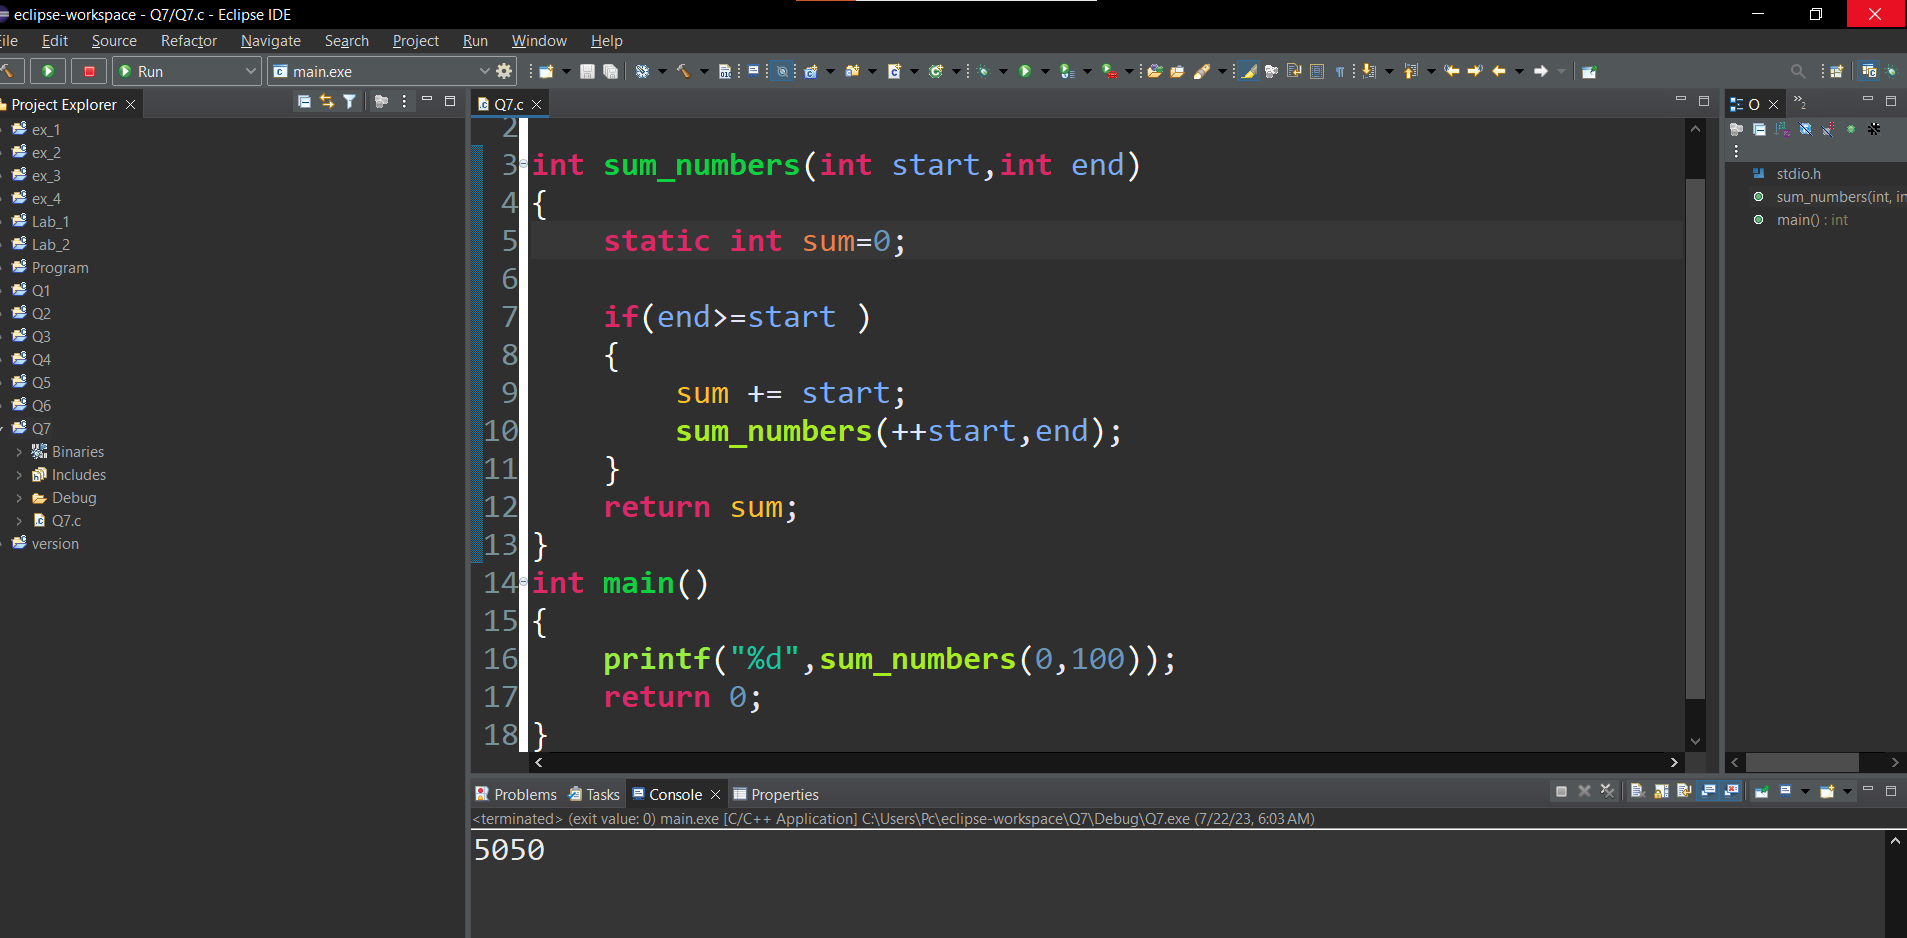 eclipse-workspace - Q7/Q7.c - Eclipse IDE
ile Edit Source Refactor Navigate Search Project Run Window Help
Run main.exe
Project Explorer
ex_1
ex_2
ex_3
ex_4
Lab_1
Lab_2
Program
Q1
Q2
Q3
Q4
Q5
Q6
Q7
Binaries
Includes
Debug
Q7.c
version
Q7.c
2
3 int sum_numbers(int start,int end)
4 {
5 static int sum=0;
6
7 if(end>=start )
8 {
9 sum += start;
10 sum_numbers(++start,end);
11 }
12 return sum;
13 }
14 int main()
15 {
16 printf("%d",sum_numbers(0,100));
17 return 0;
18 }
O
»2
stdio.h
sum_numbers(int, in
main() : int
Problems Tasks Console Properties
<terminated> (exit value: 0) main.exe [C/C++ Application] C:\Users\Pc\eclipse-workspace\Q7\Debug\Q7.exe (7/22/23, 6:03 AM)
5050